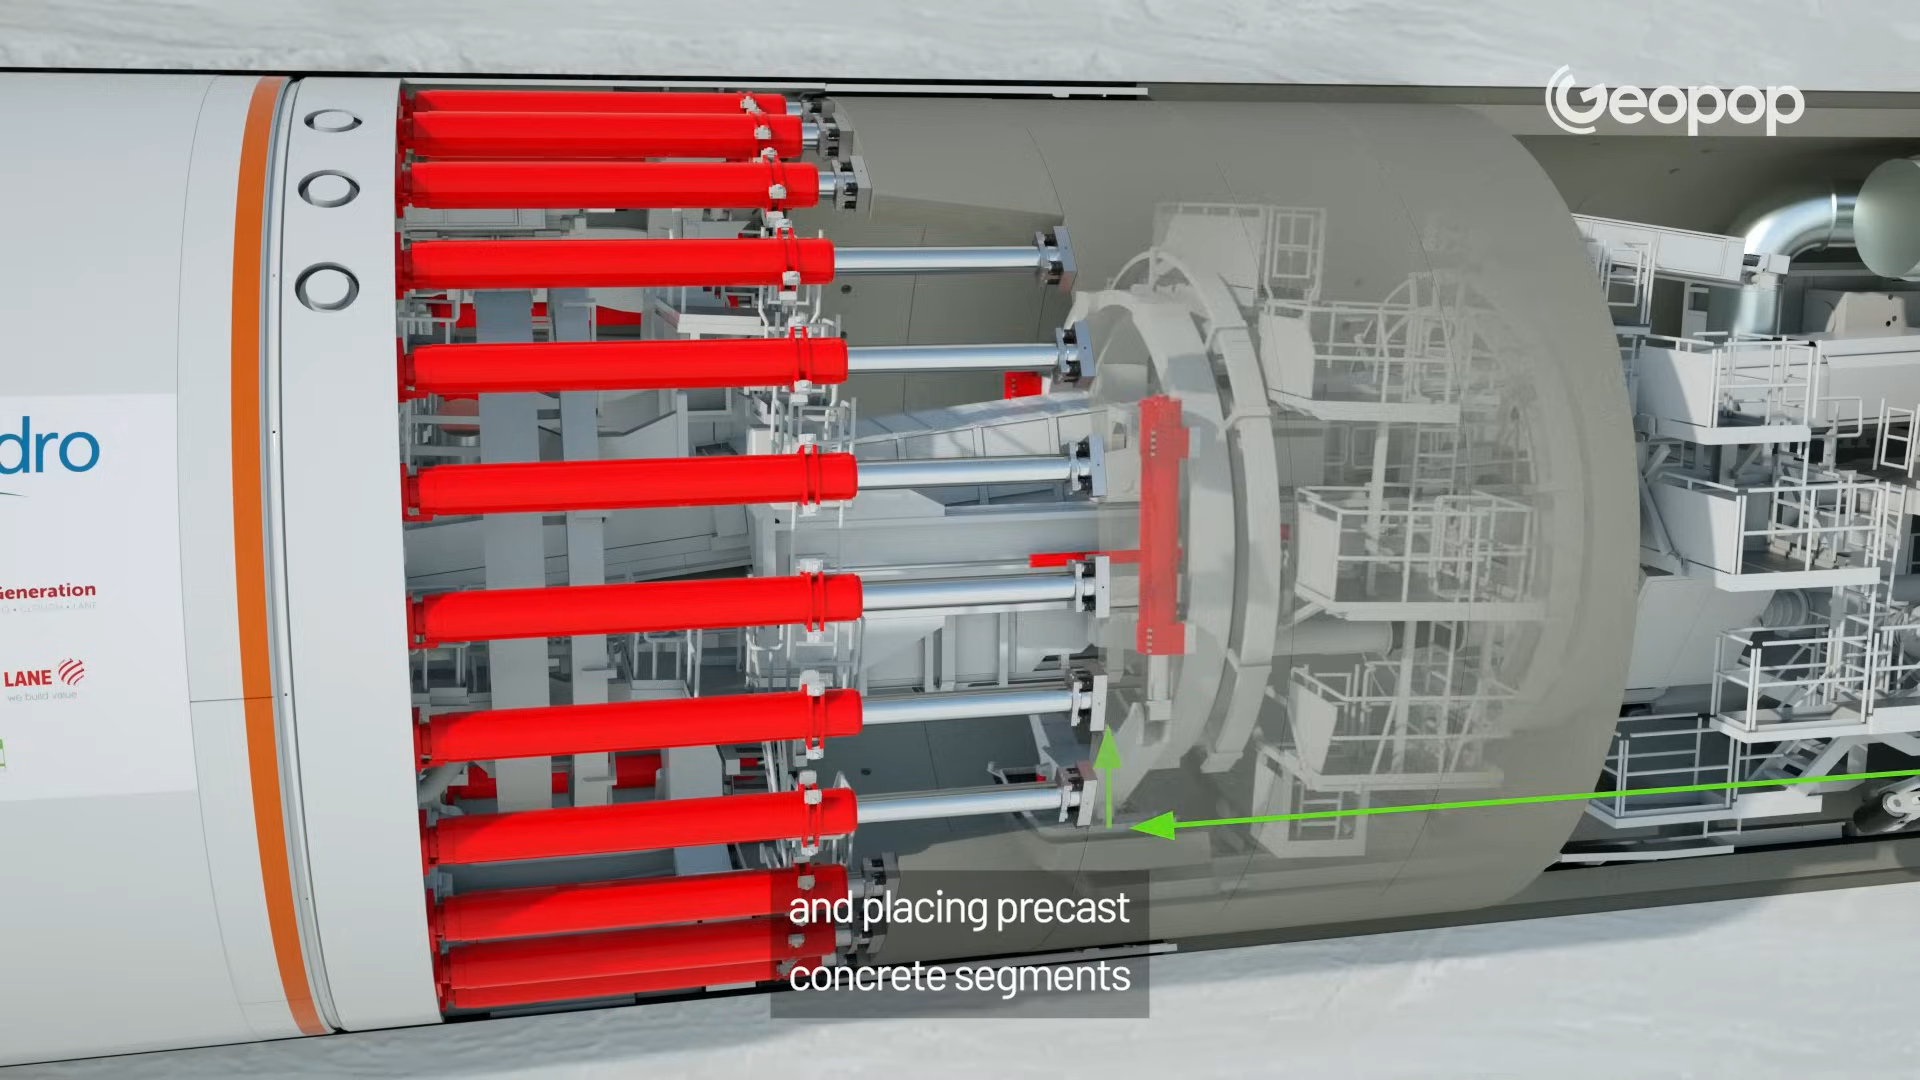 Geopop
dro
Generation
LANE
we build value
and placing precast
concrete segments